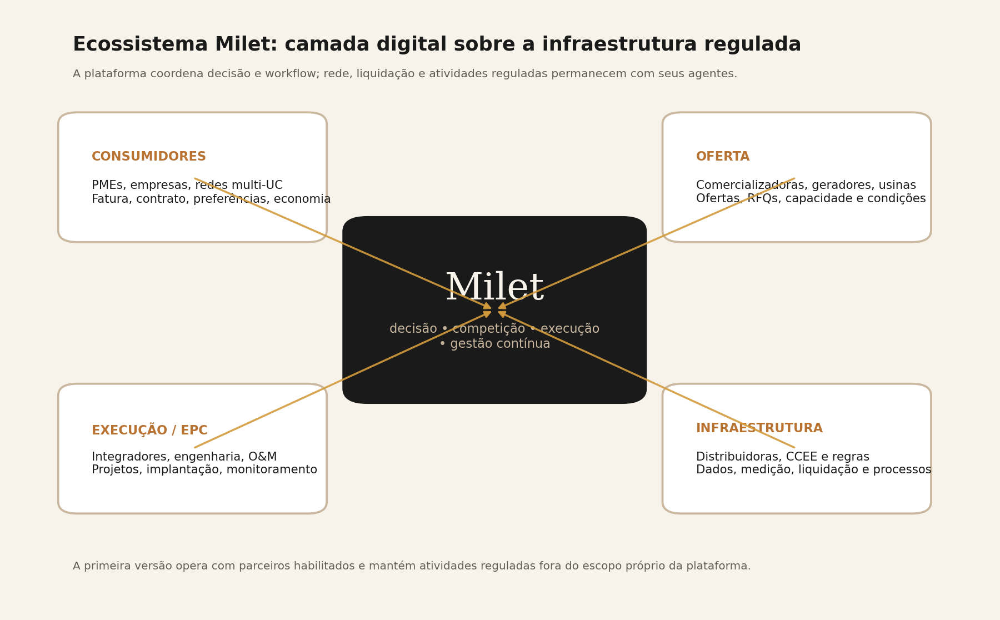 Ecossistema Milet: camada digital sobre a infraestrutura regulada
A plataforma coordena decisão e workflow; rede, liquidação e atividades reguladas permanecem com seus agentes.
CONSUMIDORES
PMEs, empresas, redes multi-UC
Fatura, contrato, preferências, economia
OFERTA
Comercializadoras, geradores, usinas
Ofertas, RFQs, capacidade e condições
Milet
decisão • competição • execução
• gestão contínua
EXECUÇÃO / EPC
Integradores, engenharia, O&M
Projetos, implantação, monitoramento
INFRAESTRUTURA
Distribuidoras, CCEE e regras
Dados, medição, liquidação e processos
A primeira versão opera com parceiros habilitados e mantém atividades reguladas fora do escopo próprio da plataforma.